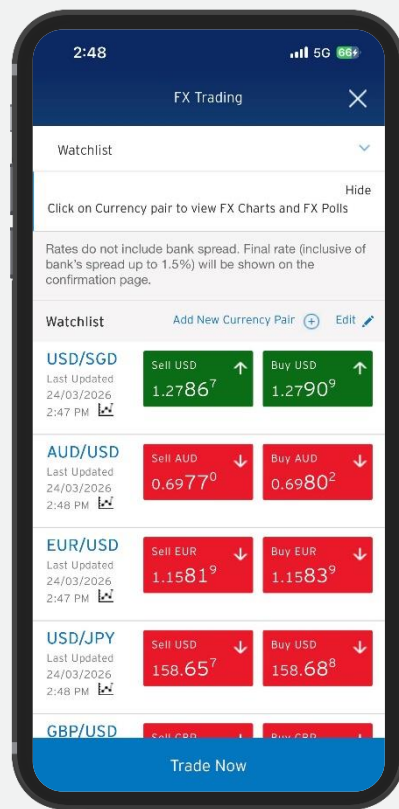 2:48 5G 66
FX Trading
Watchlist
Hide
Click on Currency pair to view FX Charts and FX Polls
Rates do not include bank spread. Final rate (inclusive of
bank's spread up to 1.5%) will be shown on the
confirmation page.
Watchlist Add New Currency Pair Edit
USD/SGD
Last Updated
24/03/2026
2:47 PM
Sell USD
1.2786⁷
Buy USD
1.2790⁹
AUD/USD
Last Updated
24/03/2026
2:48 PM
Sell AUD
0.6977⁰
Buy AUD
0.6980²
EUR/USD
Last Updated
24/03/2026
2:47 PM
Sell EUR
1.1581⁹
Buy EUR
1.1583⁹
USD/JPY
Last Updated
24/03/2026
2:48 PM
Sell USD
158.65⁷
Buy USD
158.68⁸
GBP/USD
Sell GBP
Buy GBP
Trade Now